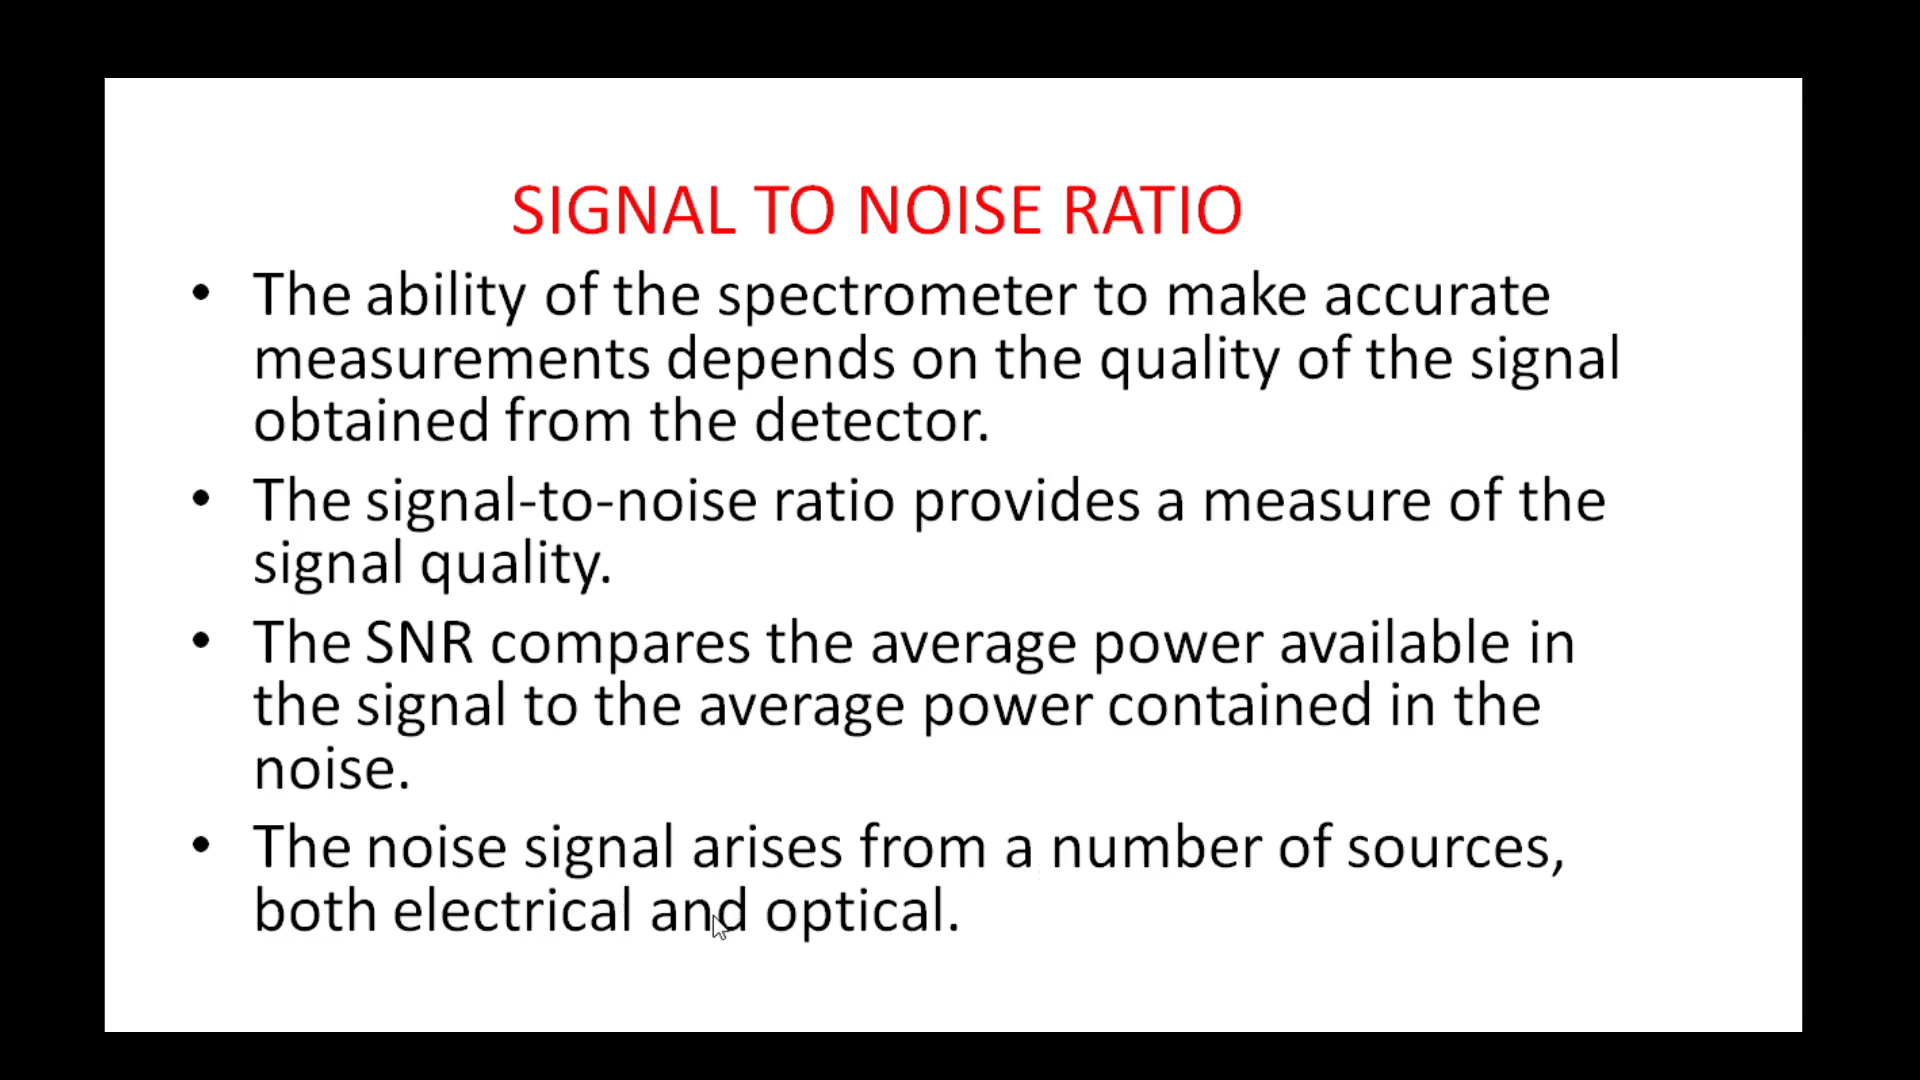 SIGNAL TO NOISE RATIO
• The ability of the spectrometer to make accurate
measurements depends on the quality of the signal
obtained from the detector.
• The signal-to-noise ratio provides a measure of the
signal quality.
• The SNR compares the average power available in
the signal to the average power contained in the
noise.
• The noise signal arises from a number of sources,
both electrical and optical.